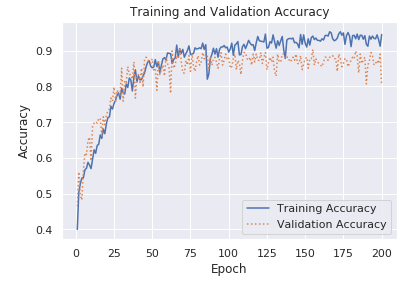 Training and Validation Accuracy
Accuracy
0.9
0.8
0.7
0.6
0.5
0.4
Training Accuracy
Validation Accuracy
0 25 50 75 100 125 150 175 200
Epoch